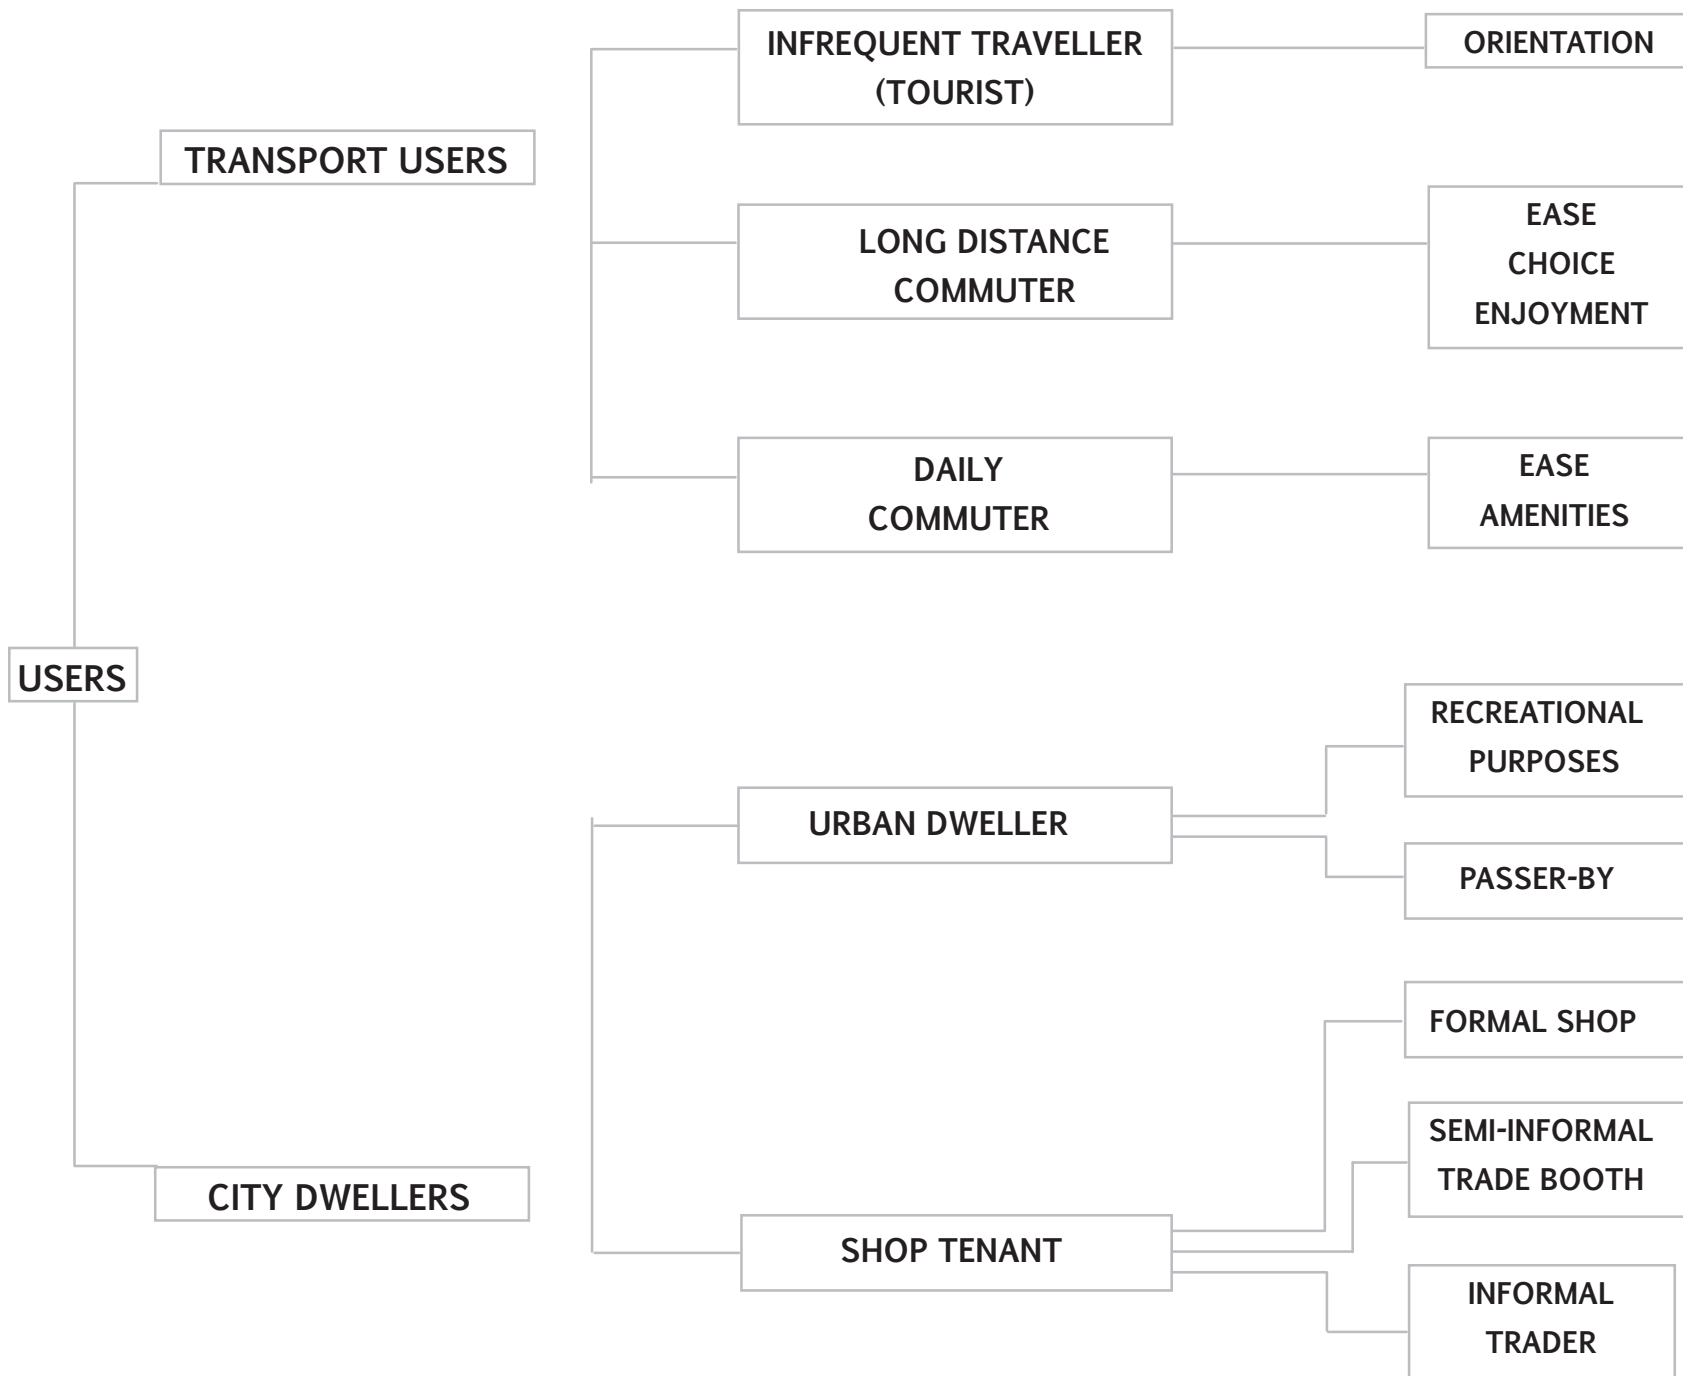 INFREQUENT TRAVELLER
(TOURIST)
ORIENTATION
TRANSPORT USERS
LONG DISTANCE
COMMUTER
EASE
CHOICE
ENJOYMENT
DAILY
COMMUTER
EASE
AMENITIES
USERS
URBAN DWELLER
RECREATIONAL
PURPOSES
PASSER-BY
CITY DWELLERS
SHOP TENANT
FORMAL SHOP
SEMI-INFORMAL
TRADE BOOTH
INFORMAL
TRADER